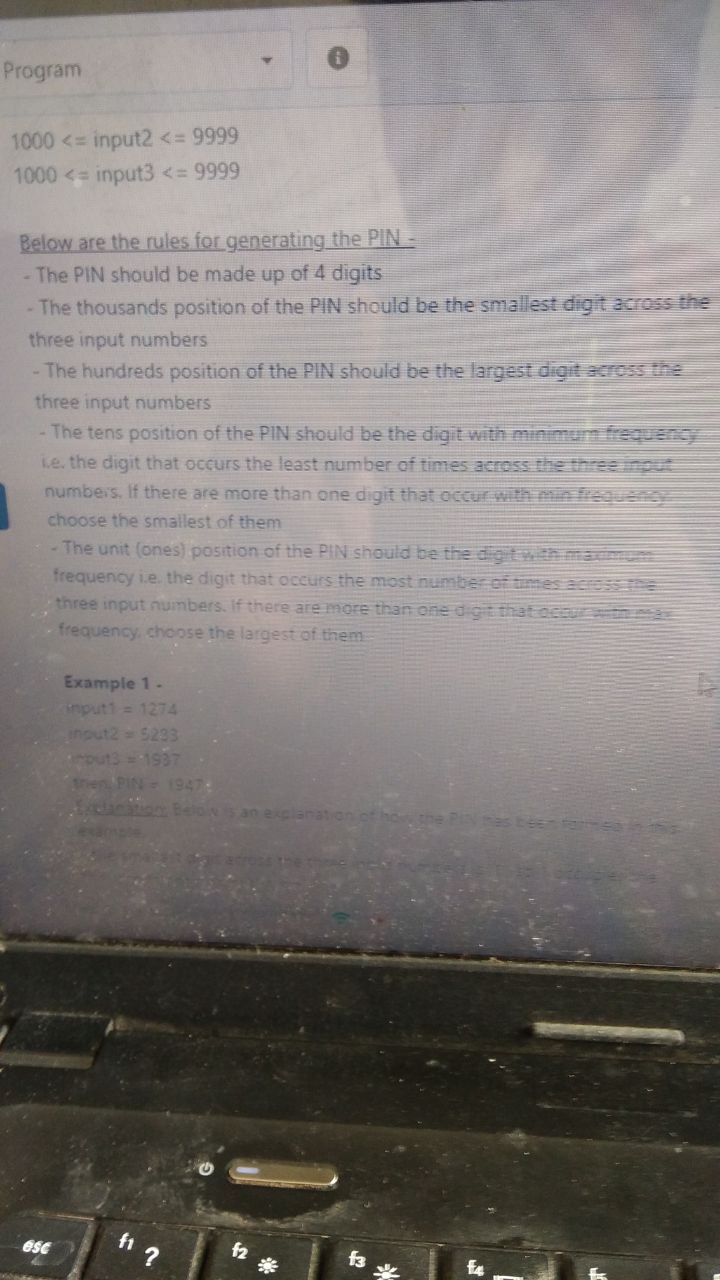 Program
1000 <= input2 <= 9999
1000 <= input3 <= 9999
Below are the rules for generating the PIN -
- The PIN should be made up of 4 digits
- The thousands position of the PIN should be the smallest digit across the
three input numbers
- The hundreds position of the PIN should be the largest digit across the
three input numbers
- The tens position of the PIN should be the digit with minimum frequency
i.e. the digit that occurs the least number of times across the three input
numbers. If there are more than one digit that occur with min frequency
choose the smallest of them
- The unit (ones) position of the PIN should be the digit with maximum
frequency i.e. the digit that occurs the most number of times across the
three input numbers. If there are more than one digit that occur with max
frequency, choose the largest of them
Example 1 -
input1 = 1274
input2 = 5233
input3 = 1937
then, PIN = 1947
Explanation: Below is an explanation of how the PIN has been formed in this
example
smallest digit across the three
esc
f1 ?
f2
f3
f4